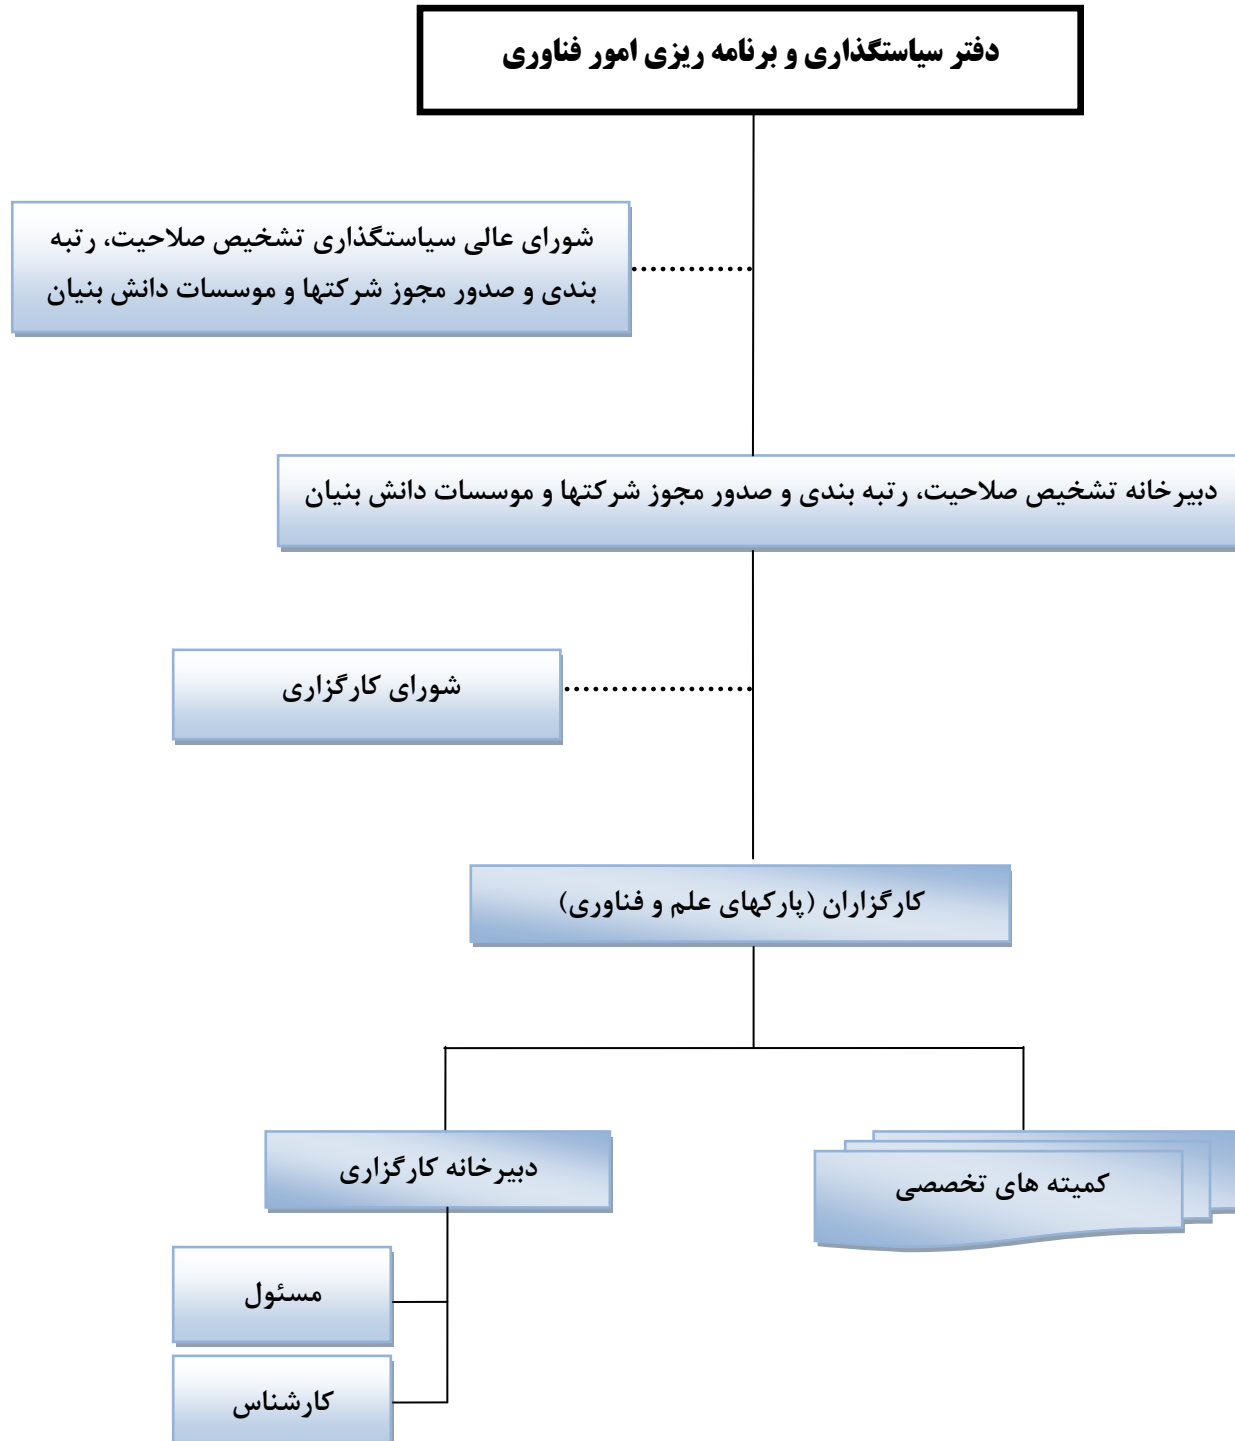 دفتر سیاستگذاری و برنامه ریزی امور فناوری
شورای عالی سیاستگذاری تشخیص صلاحیت، رتبه
بندی و صدور مجوز شرکتها و موسسات دانش بنیان
دبیرخانه تشخیص صلاحیت، رتبه بندی و صدور مجوز شرکتها و موسسات دانش بنیان
شورای کارگزاری
کارگزاران (پارکهای علم و فناوری)
کمیته های تخصصی
دبیرخانه کارگزاری
مسئول
کارشناس